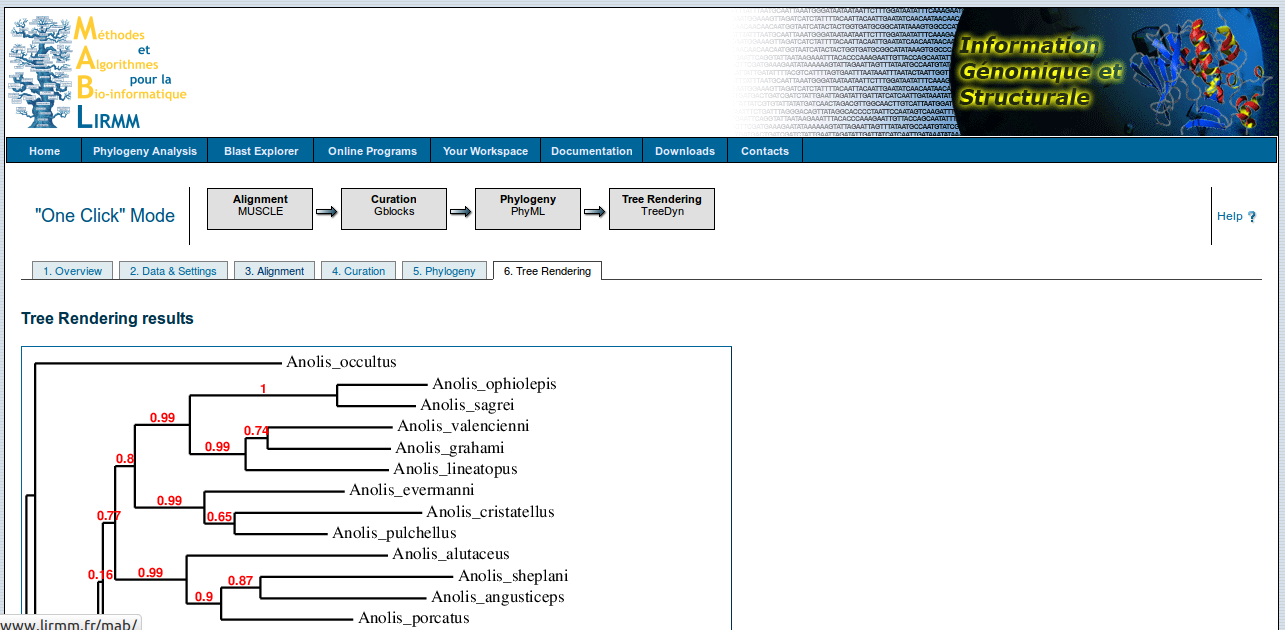 Méthodes
et
Algorithmes
pour la
Bio-informatique
LIRMM
Information
Génomique et
Structurale
Home
Phylogeny Analysis
Blast Explorer
Online Programs
Your Workspace
Documentation
Downloads
Contacts
"One Click" Mode
Alignment
MUSCLE
Curation
Gblocks
Phylogeny
PhyML
Tree Rendering
TreeDyn
Help ?
1. Overview
2. Data & Settings
3. Alignment
4. Curation
5. Phylogeny
6. Tree Rendering
Tree Rendering results
Anolis_occultus
1
Anolis_ophiolepis
Anolis_sagrei
0.99
Anolis_valencienni
0.74
0.99
Anolis_grahami
0.8
Anolis_lineatopus
Anolis_evermanni
0.99
Anolis_cristatellus
0.65
0.77
Anolis_pulchellus
Anolis_alutaceus
0.16
0.99
Anolis_sheplani
0.87
0.9
Anolis_angusticeps
Anolis_porcatus
www.lirmm.fr/mab/